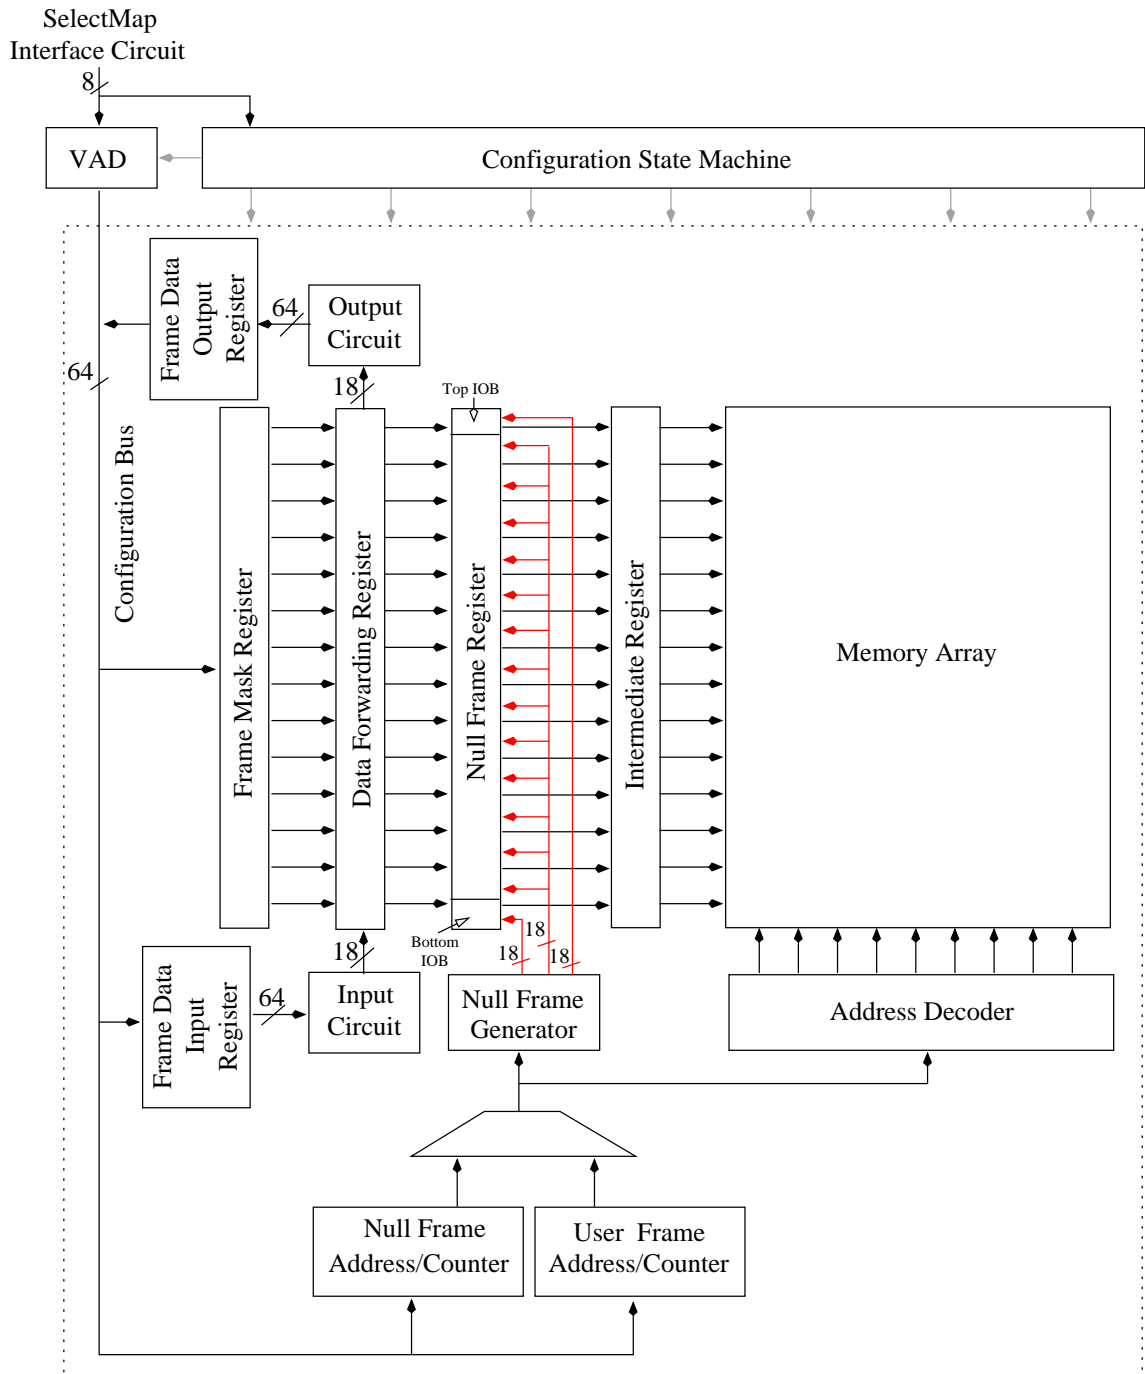 SelectMap
Interface Circuit
8
VAD
Configuration State Machine
Frame Data
Output
Register
64
Output
Circuit
64
18
Top IOB
Configuration Bus
Frame Mask Register
Data Forwarding Register
Null Frame Register
Intermediate Register
Memory Array
Bottom
IOB
18
18
18
18
Frame Data
Input
Register
64
Input
Circuit
Null Frame
Generator
Address Decoder
Null Frame
Address/Counter
User Frame
Address/Counter